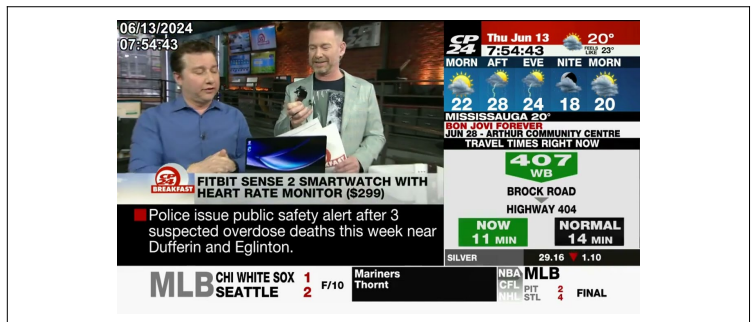 06/13/2024
07:54:43
CP
24
Thu Jun 13
7:54:43
20°
FEELS
LIKE 23°
MORN AFT EVE NITE MORN
22 28 24 18 20
MISSISSAUGA 20°
BON JOVI FOREVER
JUN 28 - ARTHUR COMMUNITY CENTRE
TRAVEL TIMES RIGHT NOW
407
WB
BROCK ROAD
HIGHWAY 404
NOW
11 MIN
NORMAL
14 MIN
BREAKFAST
FITBIT SENSE 2 SMARTWATCH WITH
HEART RATE MONITOR ($299)
Police issue public safety alert after 3
suspected overdose deaths this week near
Dufferin and Eglinton.
SILVER 29.16 1.10
MLB
CHI WHITE SOX 1
SEATTLE 2
F/10
Mariners
Thornt
NBA
CFL
NHL
MLB
PIT 2
STL 4
FINAL